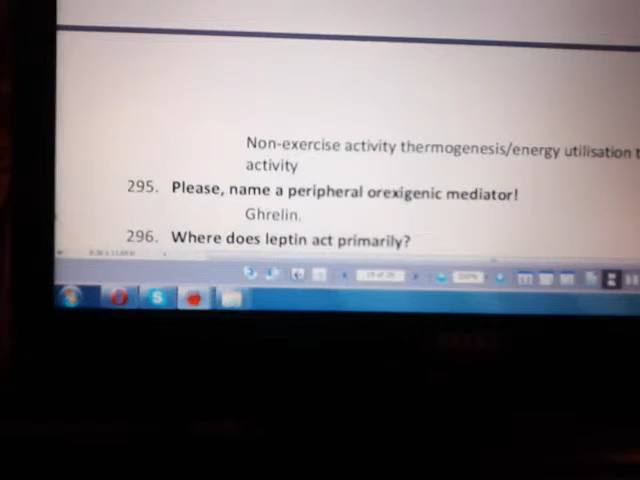 Non-exercise activity thermogenesis/energy utilisation t
activity
295. Please, name a peripheral orexigenic mediator!
Ghrelin.
296. Where does leptin act primarily?